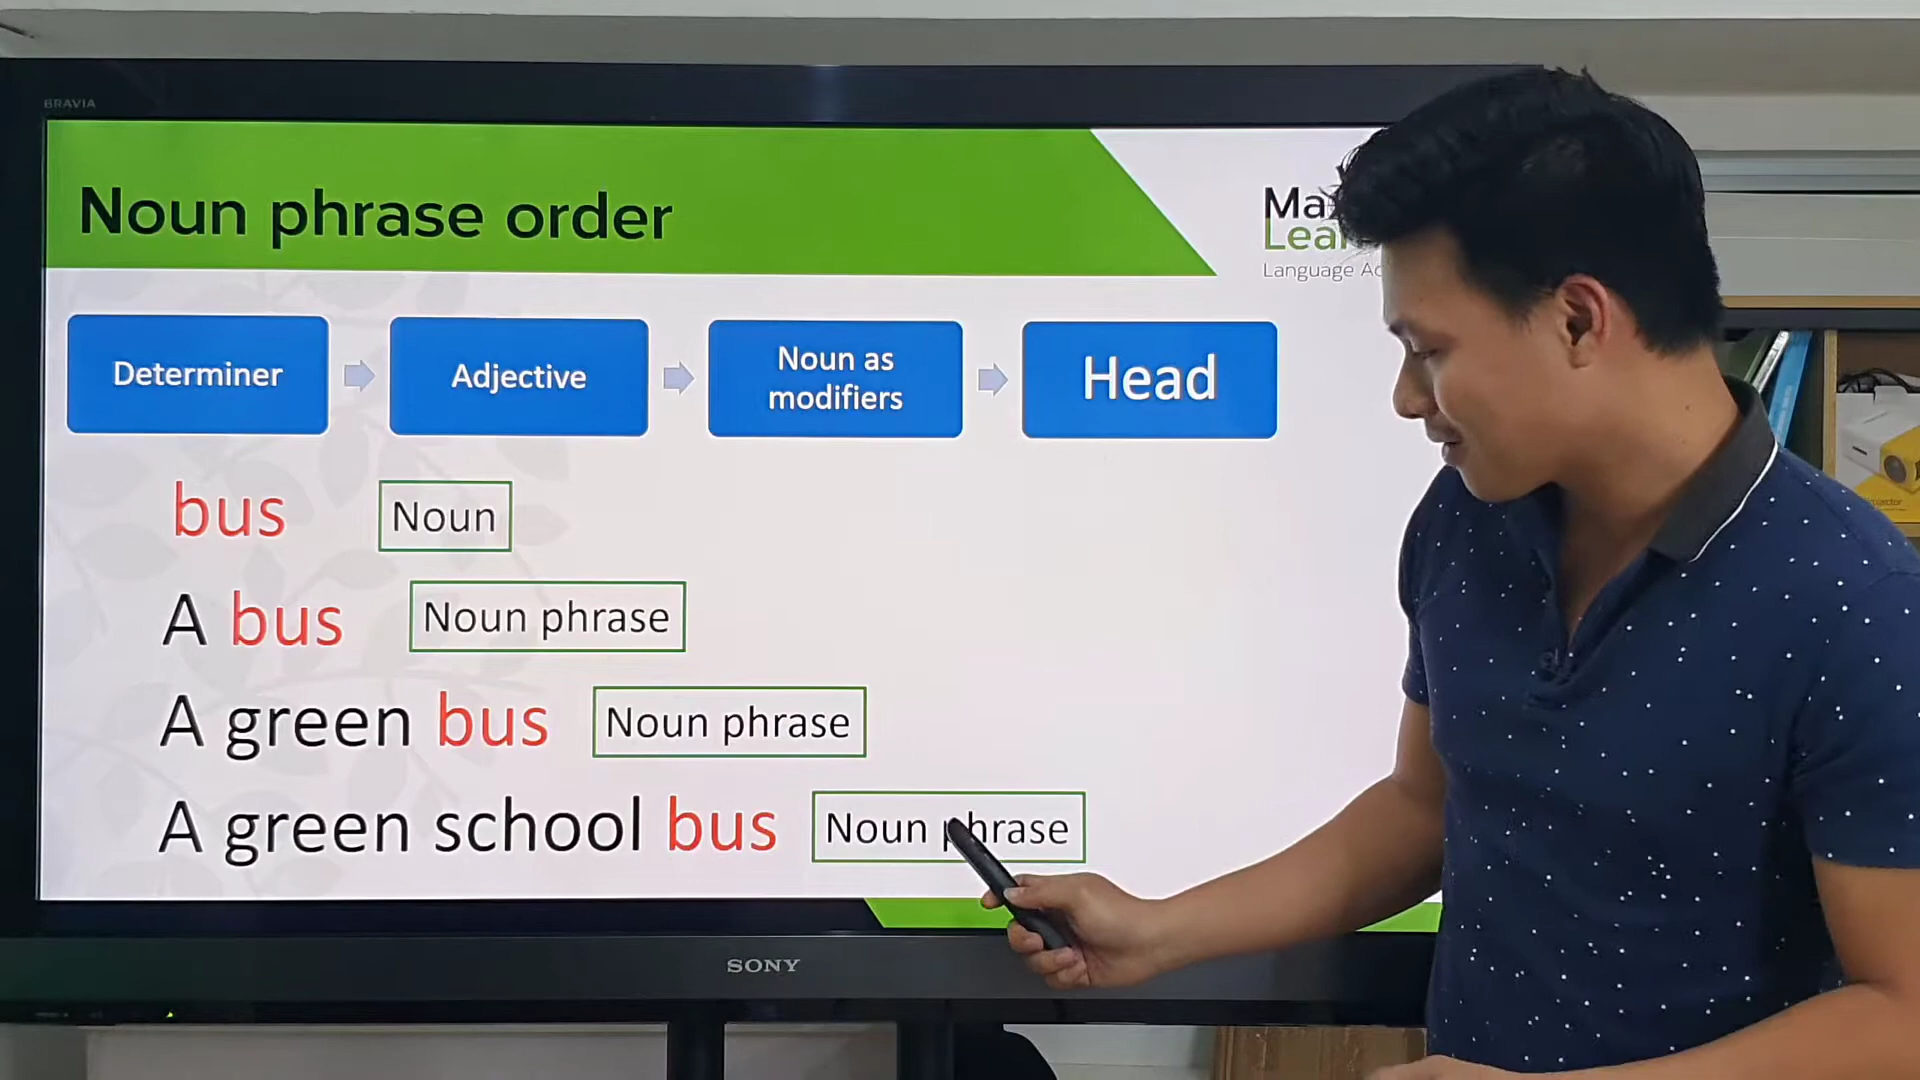 BRAVIA
Noun phrase order
Language
Determiner
Adjective
Noun as
modifiers
Head
bus
Noun
A bus
Noun phrase
A green bus
Noun phrase
A green school bus
Noun phrase
SONY